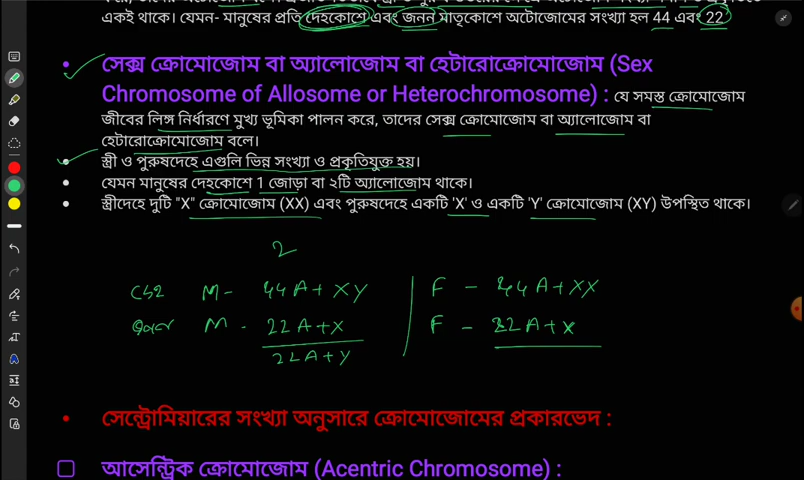 একই থাকে। যেমন- মানুষের প্রতি দেহকোশে এবং জনন মাতৃকোশে অটোজোমের সংখ্যা হল 44 এবং 22
সেক্স ক্রোমোজোম বা অ্যালোজোম বা হেটারোক্রোমোজোম (Sex
Chromosome of Allosome or Heterochromosome) : যে সমস্ত ক্রোমোজোম
জীবের লিঙ্গ নির্ধারণে মুখ্য ভূমিকা পালন করে, তাদের সেক্স ক্রোমোজোম বা অ্যালোজোম বা
হেটারোক্রোমোজোম বলে।
স্ত্রী ও পুরুষদেহে এগুলি ভিন্ন সংখ্যা ও প্রকৃতিযুক্ত হয়।
যেমন মানুষের দেহকোশে 1 জোড়া বা ২টি অ্যালোজোম থাকে।
স্ত্রীদেহে দুটি "X" ক্রোমোজোম (XX) এবং পুরুষদেহে একটি 'X' ও একটি 'Y' ক্রোমোজোম (XY) উপস্থিত থাকে।
2
দেহ M - 44A+XY F - 44A+XX
জনন M - 22A+X F - 22A+X
22A+Y
সেন্ট্রোমিয়ারের সংখ্যা অনুসারে ক্রোমোজোমের প্রকারভেদ :
আসেন্ট্রিক ক্রোমোজোম (Acentric Chromosome) :